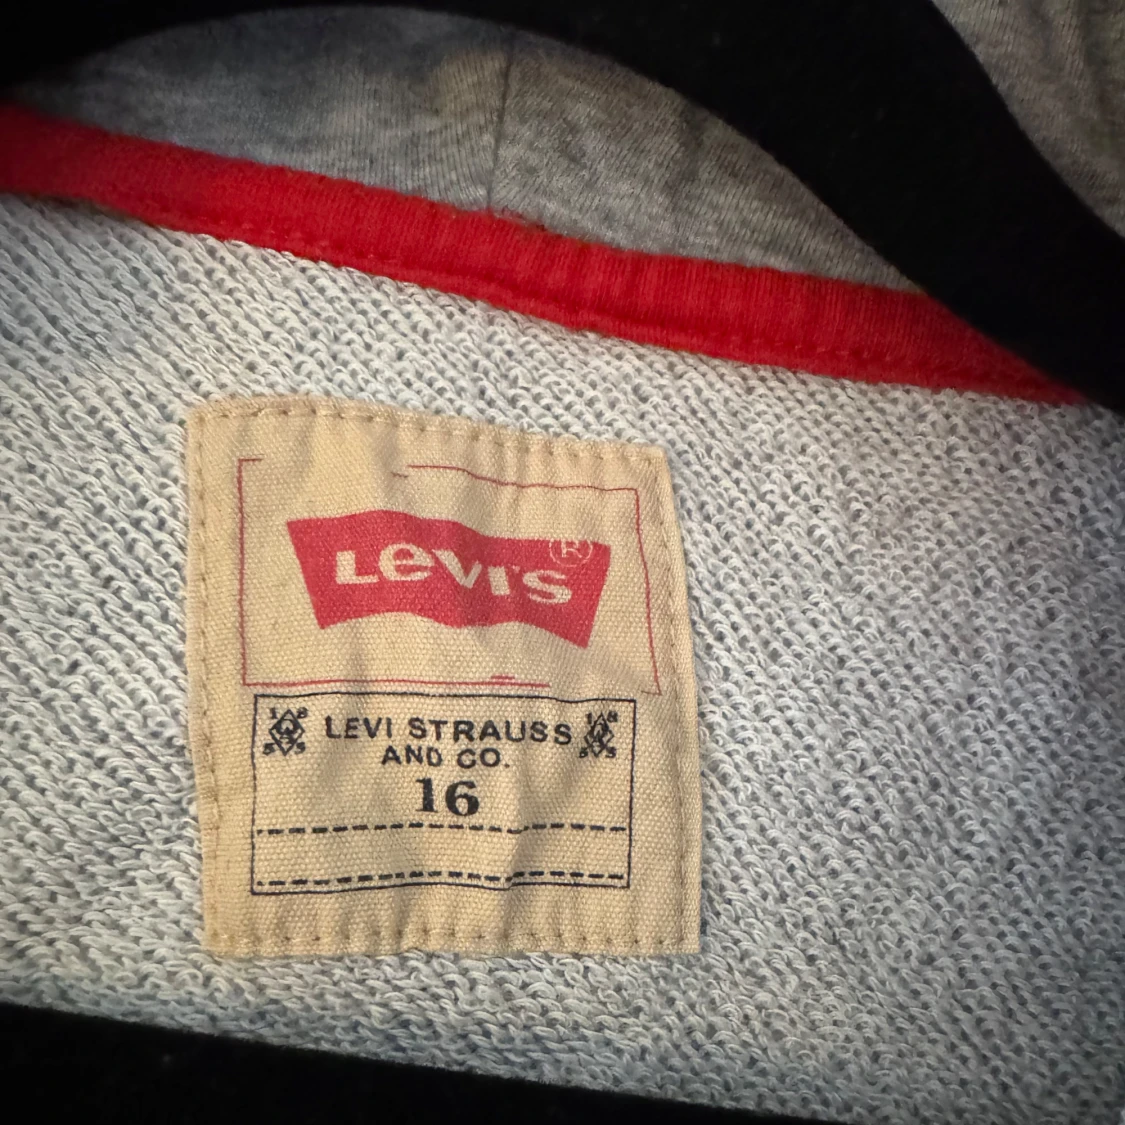 Levi's®
LEVI STRAUSS
AND CO.
16